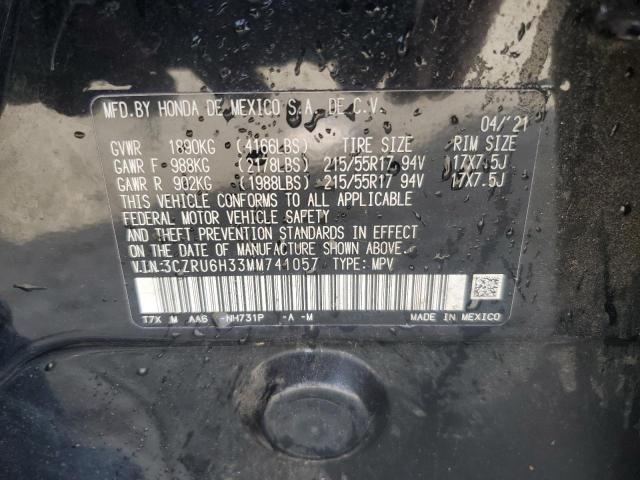 MFD.BY HONDA DE MEXICO S.A. DE C.V.
04/'21
GVWR 1890KG (4166LBS) TIRE SIZE RIM SIZE
GAWR F 988KG (2178LBS) 215/55R17 94V 17X7.5J
GAWR R 902KG (1988LBS) 215/55R17 94V 17X7.5J
THIS VEHICLE CONFORMS TO ALL APPLICABLE
FEDERAL MOTOR VEHICLE SAFETY
AND THEFT PREVENTION STANDARDS IN EFFECT
ON THE DATE OF MANUFACTURE SHOWN ABOVE.
V.I.N:3CZRU6H33MM741057 TYPE: MPV
T7X M AA6 -NH731P -A -M MADE IN MEXICO